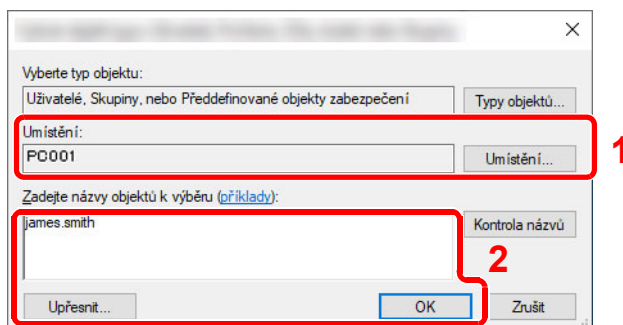 Vyberte typ objektu:
Uživatelé, Skupiny, nebo Předdefinované objekty zabezpečení
Typy objektů...
Umístění:
PC001
Umístění...
1
Zadejte názvy objektů k výběru (příklady):
james.smith
Kontrola názvů
2
Upřesnit...
OK
Zrušit